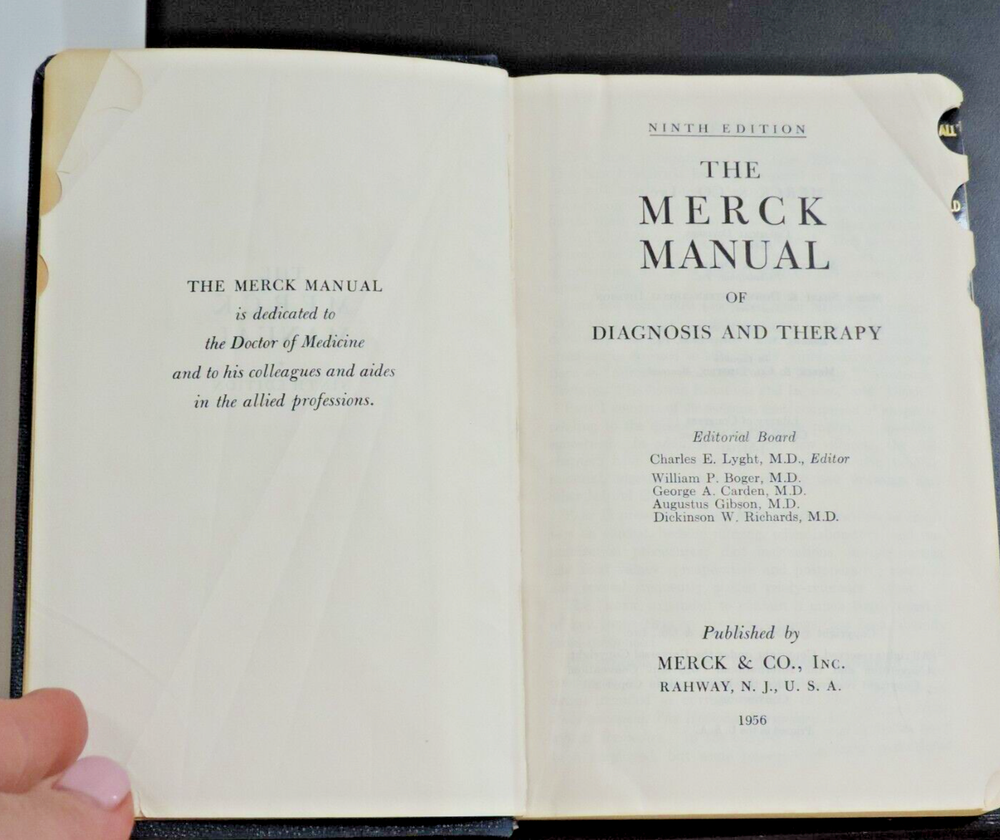 THE MERCK MANUAL
is dedicated to
the Doctor of Medicine
and to his colleagues and aides
in the allied professions.
NINTH EDITION
THE
MERCK
MANUAL
OF
DIAGNOSIS AND THERAPY
Editorial Board
Charles E. Lyght, M.D., Editor
William P. Boger, M.D.
George A. Carden, M.D.
Augustus Gibson, M.D.
Dickinson W. Richards, M.D.
Published by
MERCK & CO., INC.
RAHWAY, N. J., U. S. A.
1956